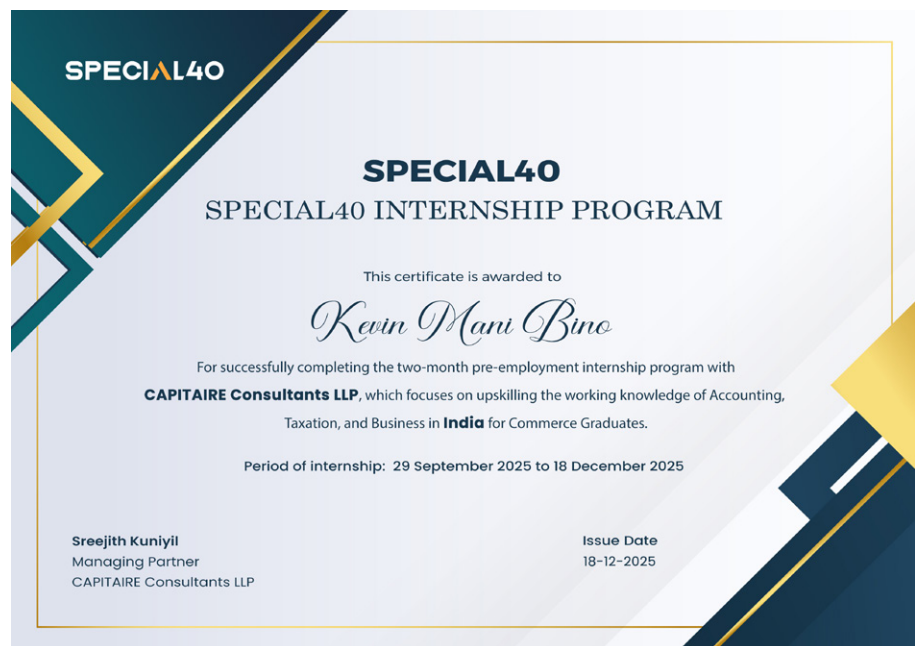 SPECIAL40
SPECIAL40
SPECIAL40 INTERNSHIP PROGRAM
This certificate is awarded to
Kevin Mani Bino
For successfully completing the two-month pre-employment internship program with
CAPITAIRE Consultants LLP, which focuses on upskilling the working knowledge of Accounting,
Taxation, and Business in India for Commerce Graduates.
Period of internship: 29 September 2025 to 18 December 2025
Sreejith Kuniyil
Managing Partner
CAPITAIRE Consultants LLP
Issue Date
18-12-2025